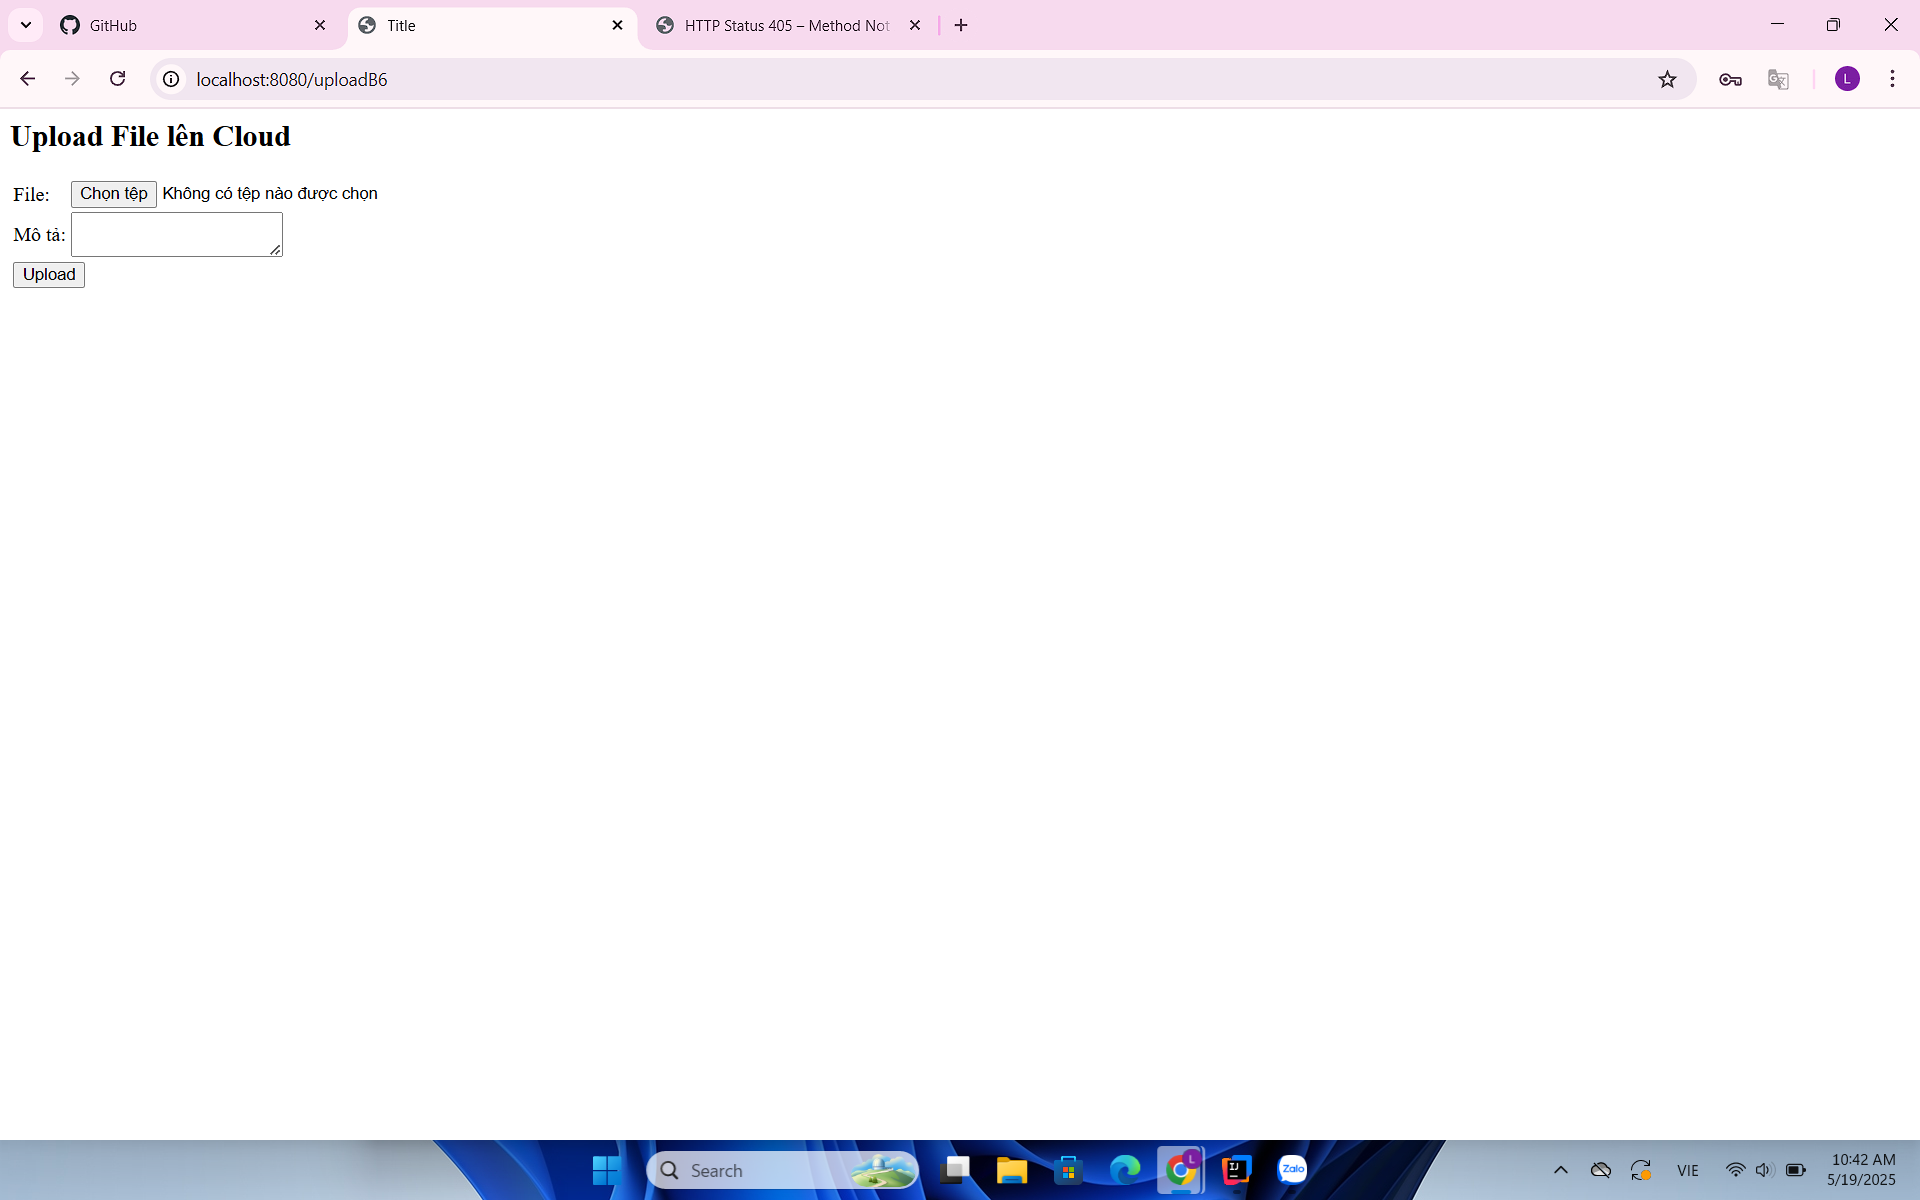 GitHub
Title
HTTP Status 405 – Method Not
localhost:8080/uploadB6
L
Upload File lên Cloud
File: Chọn tệp Không có tệp nào được chọn
Mô tả:
Upload
Search
L
IJ
Zalo
VIE
10:42 AM
5/19/2025